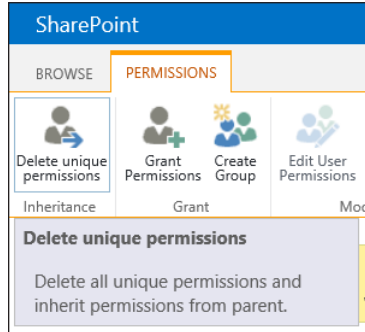 SharePoint
BROWSE
PERMISSIONS
Delete unique
permissions
Grant
Permissions
Create
Group
Edit User
Permissions
Inheritance
Grant
Delete unique permissions
Delete all unique permissions and
inherit permissions from parent.